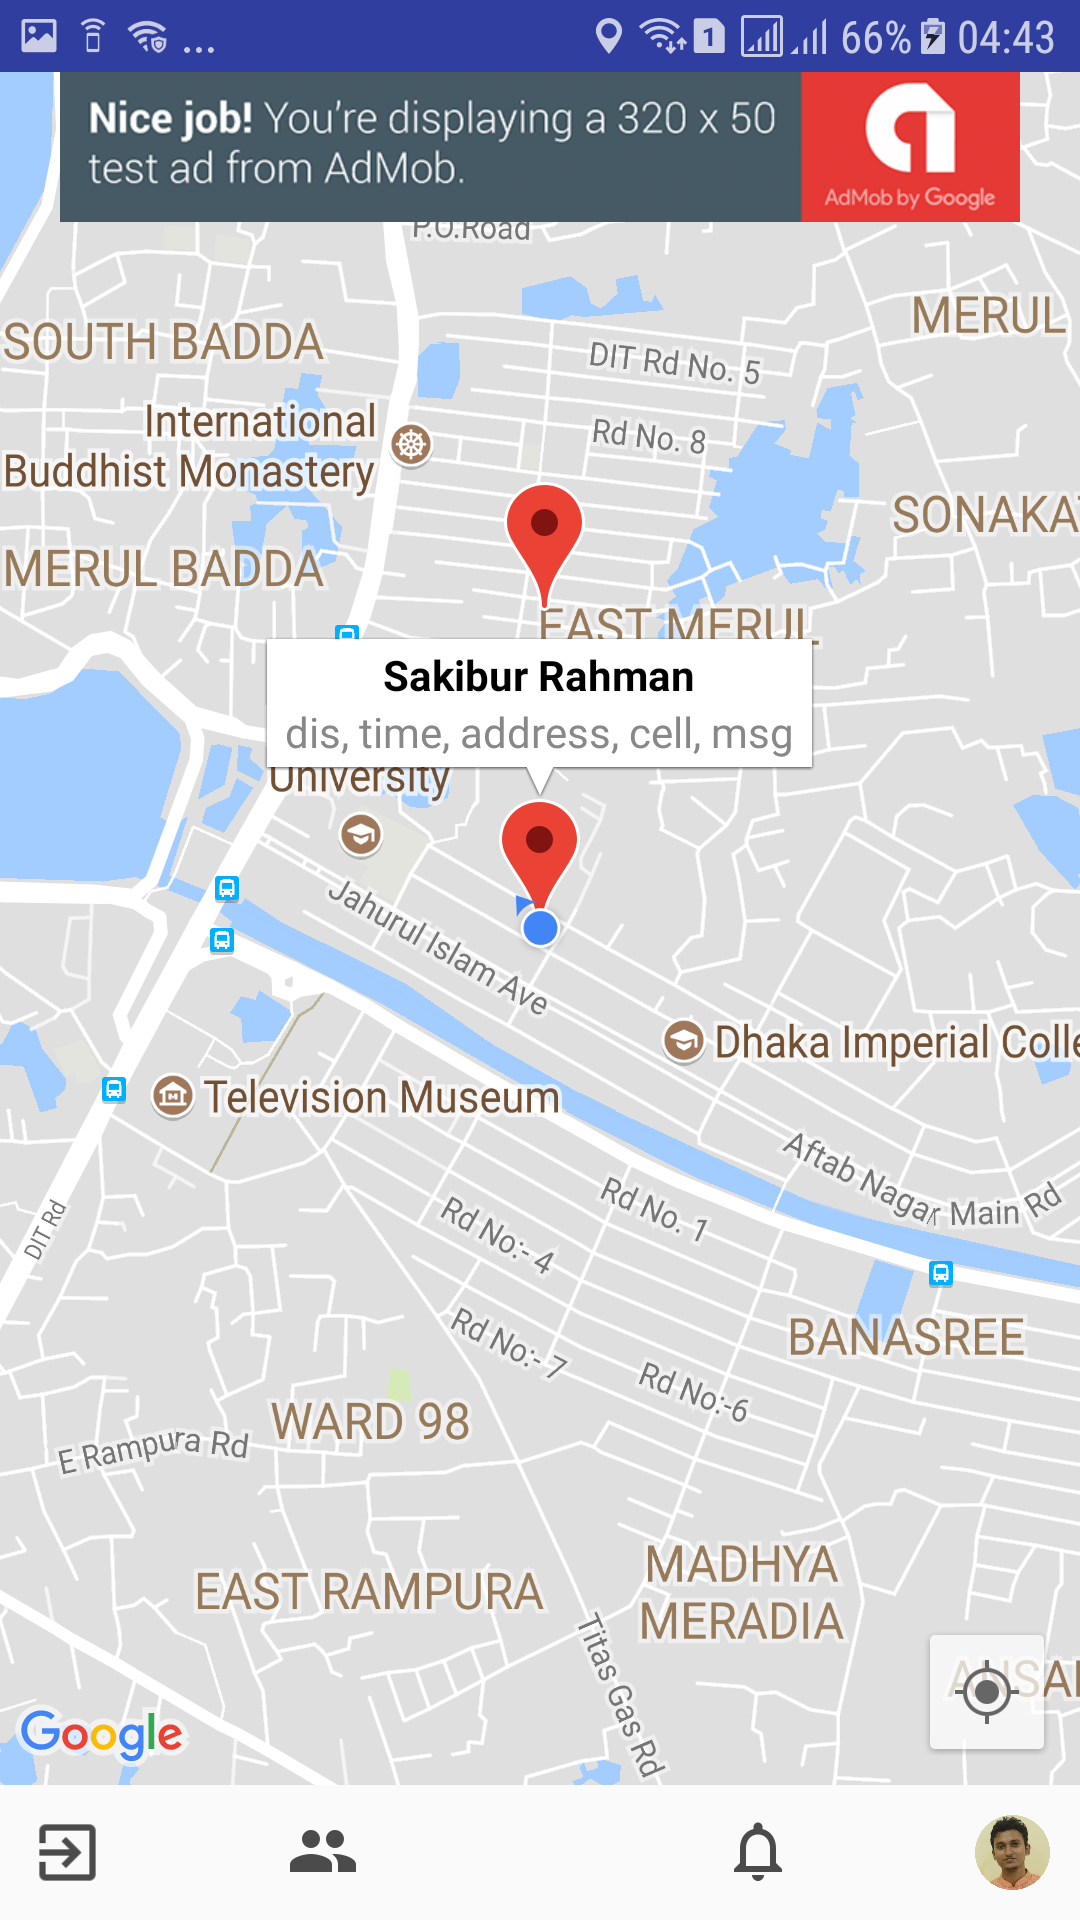 1 66% 04:43
Nice job! You're displaying a 320 x 50
test ad from AdMob.
AdMob by Google
P.O.Road
MERUL
SOUTH BADDA
DIT Rd No. 5
International
Buddhist Monastery
Rd No. 8
SONAKA
MERUL BADDA
EAST MERUL
Sakibur Rahman
dis, time, address, cell, msg
University
Jahurul Islam Ave
Dhaka Imperial Colle
Television Museum
Aftab Nagar Main Rd
DIT Rd
Rd No. 1
Rd No:- 4
BANASREE
Rd No:- 7
Rd No:-6
WARD 98
E Rampura Rd
MADHYA
MERADIA
EAST RAMPURA
Titas Gas Rd
ANSAI
Google